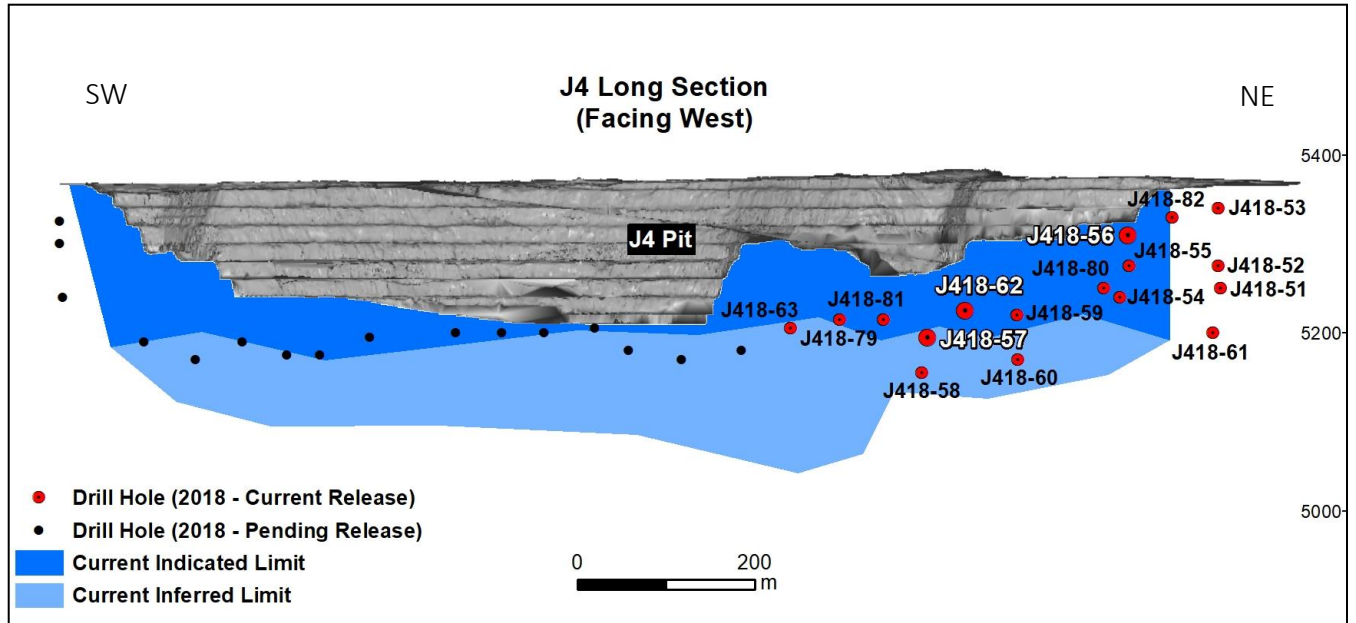 SW
J4 Long Section
(Facing West)
NE
5400
J418-82
J418-53
J4 Pit
J418-56
J418-55
J418-80
J418-52
J418-62
J418-51
J418-63
J418-81
J418-59
J418-54
5200
J418-79
J418-57
J418-61
J418-58
J418-60
5000
Drill Hole (2018 - Current Release)
Drill Hole (2018 - Pending Release)
Current Indicated Limit
Current Inferred Limit
0 200
m